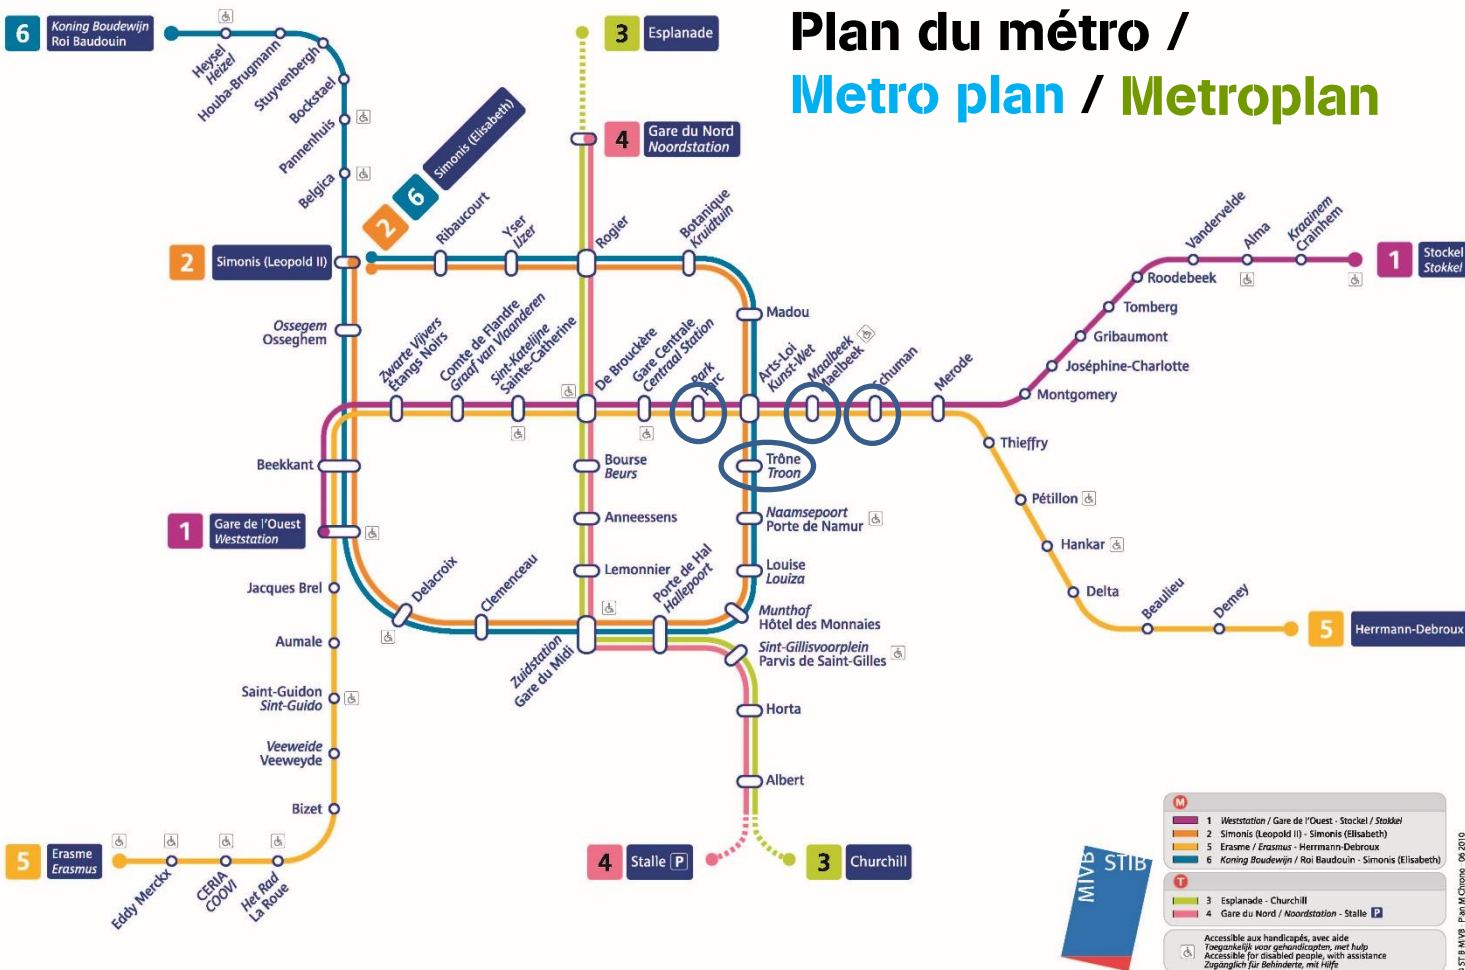 Plan du métro /
Metro plan / Metroplan
6
Koning Boudewijn
Roi Baudouin
Heysel
Heizel
Houba-Brugmann
Stuyvenbergh
Bockstael
Pannenhuis
Belgica
3
Esplanade
4
Gare du Nord
Noordstation
2
6
Simonis (Elisabeth)
2
Simonis (Leopold II)
Ribaucourt
Yser
IJzer
Rogier
Botanique
Kruidtuin
Madou
Ossegem
Osseghem
Zwarte Vijvers
Étangs Noirs
Comte de Flandre
Graaf van Vlaanderen
Sint-Katelijne
Sainte-Catherine
De Brouckère
Gare Centrale
Centraal Station
Park
Parc
Arts-Loi
Kunst-Wet
Maalbeek
Maelbeek
Schuman
Merode
Vandervelde
Alma
Kraainem
Crainhem
1
Stockel
Stokkel
Roodebeek
Tomberg
Gribaumont
Joséphine-Charlotte
Montgomery
Thieffry
Pétillon
Hankar
Delta
Beaulieu
Demey
5
Herrmann-Debroux
Beekkant
1
Gare de l'Ouest
Weststation
Bourse
Beurs
Anneessens
Lemonnier
Trône
Troon
Naamsepoort
Porte de Namur
Louise
Louiza
Munthof
Hôtel des Monnaies
Sint-Gillisvoorplein
Parvis de Saint-Gilles
Porte de Hal
Hallepoort
Zuidstation
Gare du Midi
Delacroix
Clemenceau
Jacques Brel
Aumale
Saint-Guidon
Sint-Guido
Veeweide
Veeweyde
Bizet
5
Erasme
Erasmus
Eddy Merckx
CERIA
COOVI
Het Rad
La Roue
Horta
Albert
4
Stalle P
3
Churchill
MIVB STIB
M
1 Weststation / Gare de l'Ouest - Stockel / Stokkel
2 Simonis (Leopold II) - Simonis (Elisabeth)
5 Erasme / Erasmus - Herrmann-Debroux
6 Koning Boudewijn / Roi Baudouin - Simonis (Elisabeth)
T
3 Esplanade - Churchill
4 Gare du Nord / Noordstation - Stalle P
Accessible aux handicapés, avec aide
Toegankelijk voor gehandicapten, met hulp
Accessible for disabled people, with assistance
Zugänglich für Behinderte, mit Hilfe
STIB-MIVB - Plan M Chrono - 06 2019